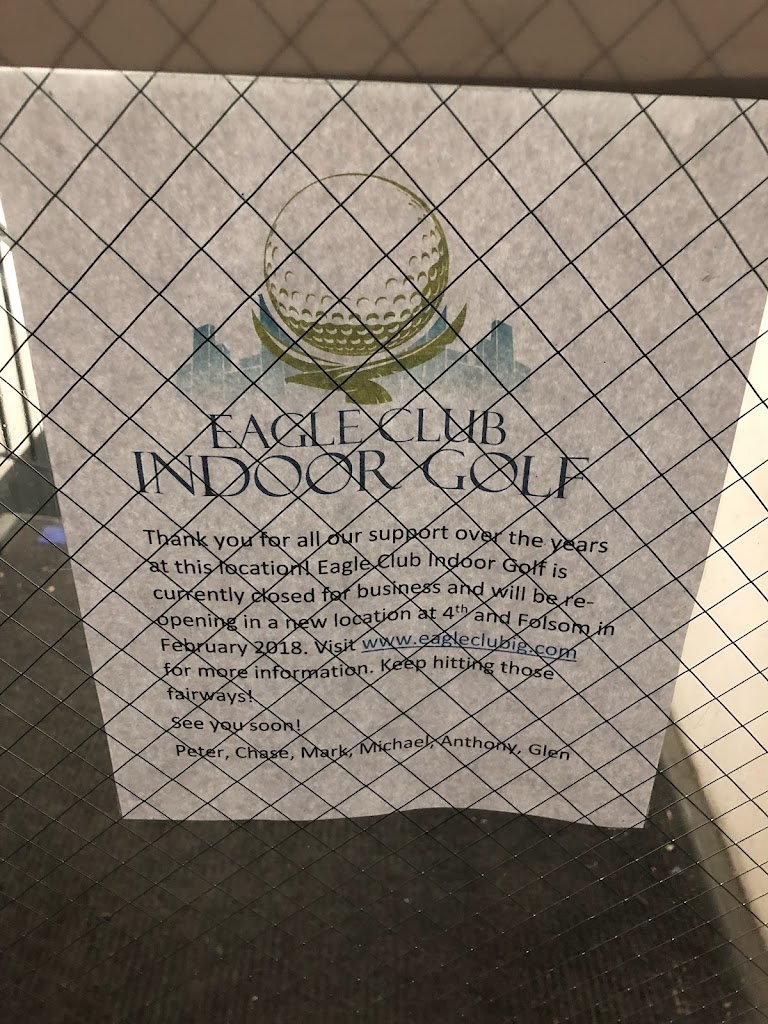 EAGLE CLUB
INDOOR GOLF
Thank you for all our support over the years
at this location! Eagle Club Indoor Golf is
currently closed for business and will be re-
opening in a new location at 4th and Folsom in
February 2018. Visit www.eagleclubig.com
for more information. Keep hitting those
fairways!
See you soon!
Peter, Chase, Mark, Michael, Anthony, Glen